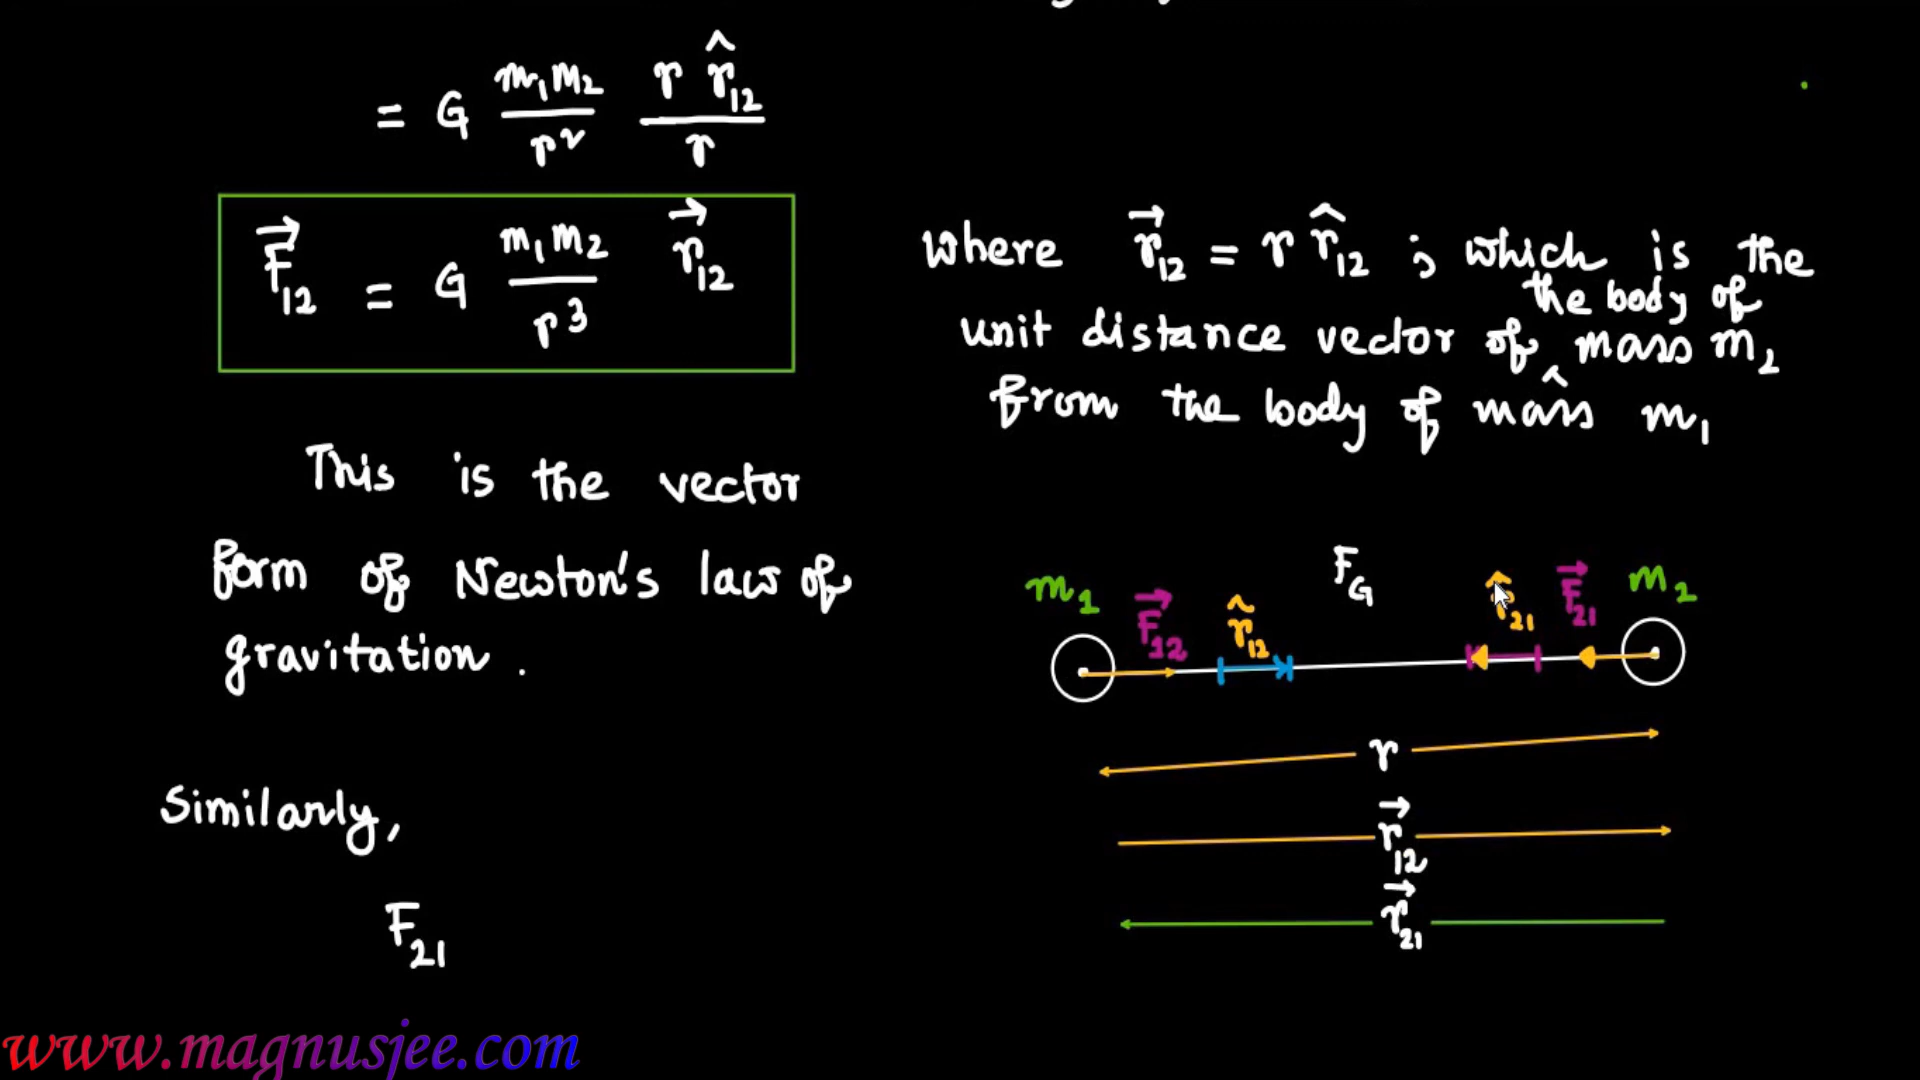 = G m₁m₂/r² r r̂₁₂/r
F⃗₁₂ = G m₁m₂/r³ r⃗₁₂
where r⃗₁₂ = r r̂₁₂ ; which is the
unit distance vector of ^ the body of mass m₂
from the body of mass m₁
This is the vector
form of Newton's law of
gravitation.
Similarly,
F₂₁
m₁ F⃗₁₂ r̂₁₂ F_G r̂₂₁ F⃗₂₁ m₂
r
r⃗₁₂
r⃗₂₁
www.magnusjee.com